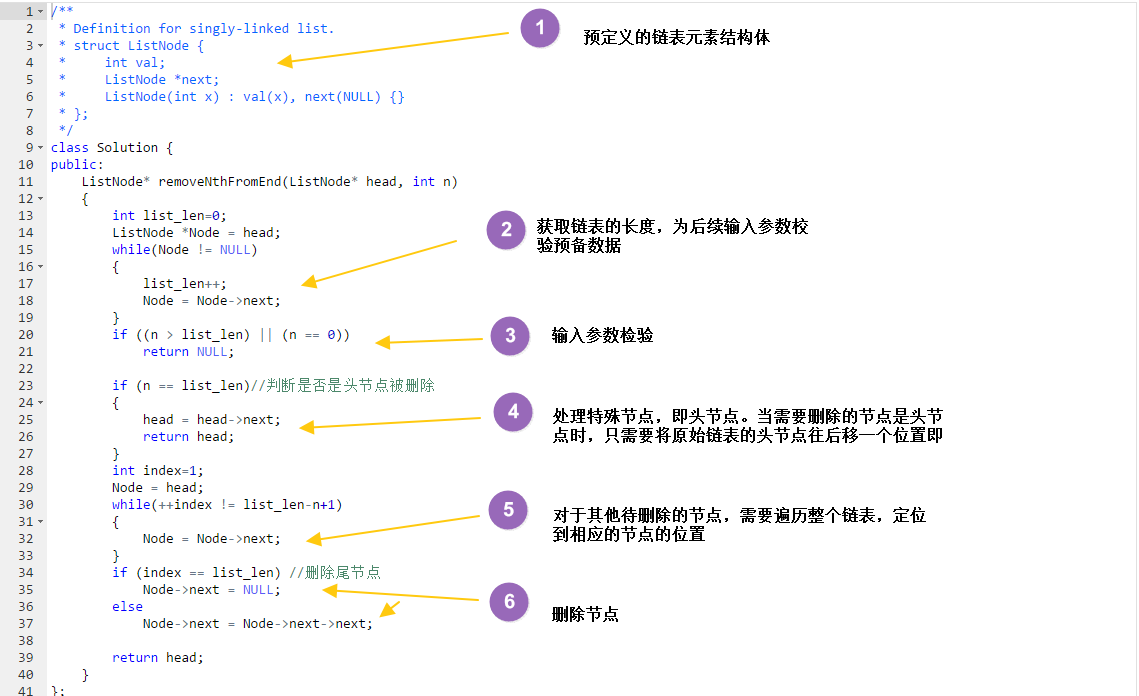 1 /**
2  * Definition for singly-linked list.
3  * struct ListNode {
4  *     int val;
5  *     ListNode *next;
6  *     ListNode(int x) : val(x), next(NULL) {}
7  * };
8  */
9 class Solution {
10 public:
11     ListNode* removeNthFromEnd(ListNode* head, int n)
12     {
13         int list_len=0;
14         ListNode *Node = head;
15         while(Node != NULL)
16         {
17             list_len++;
18             Node = Node->next;
19         }
20         if ((n > list_len) || (n == 0))
21             return NULL;
22
23         if (n == list_len)//判断是否是头节点被删除
24         {
25             head = head->next;
26             return head;
27         }
28         int index=1;
29         Node = head;
30         while(++index != list_len-n+1)
31         {
32             Node = Node->next;
33         }
34         if (index == list_len) //删除尾节点
35             Node->next = NULL;
36         else
37             Node->next = Node->next->next;
38
39         return head;
40     }
41 };
1
预定义的链表元素结构体
2
获取链表的长度，为后续输入参数校
验预备数据
3
输入参数检验
4
处理特殊节点，即头节点。当需要删除的节点是头节
点时，只需要将原始链表的头节点往后移一个位置即
5
对于其他待删除的节点，需要遍历整个链表，定位
到相应的节点的位置
6
删除节点